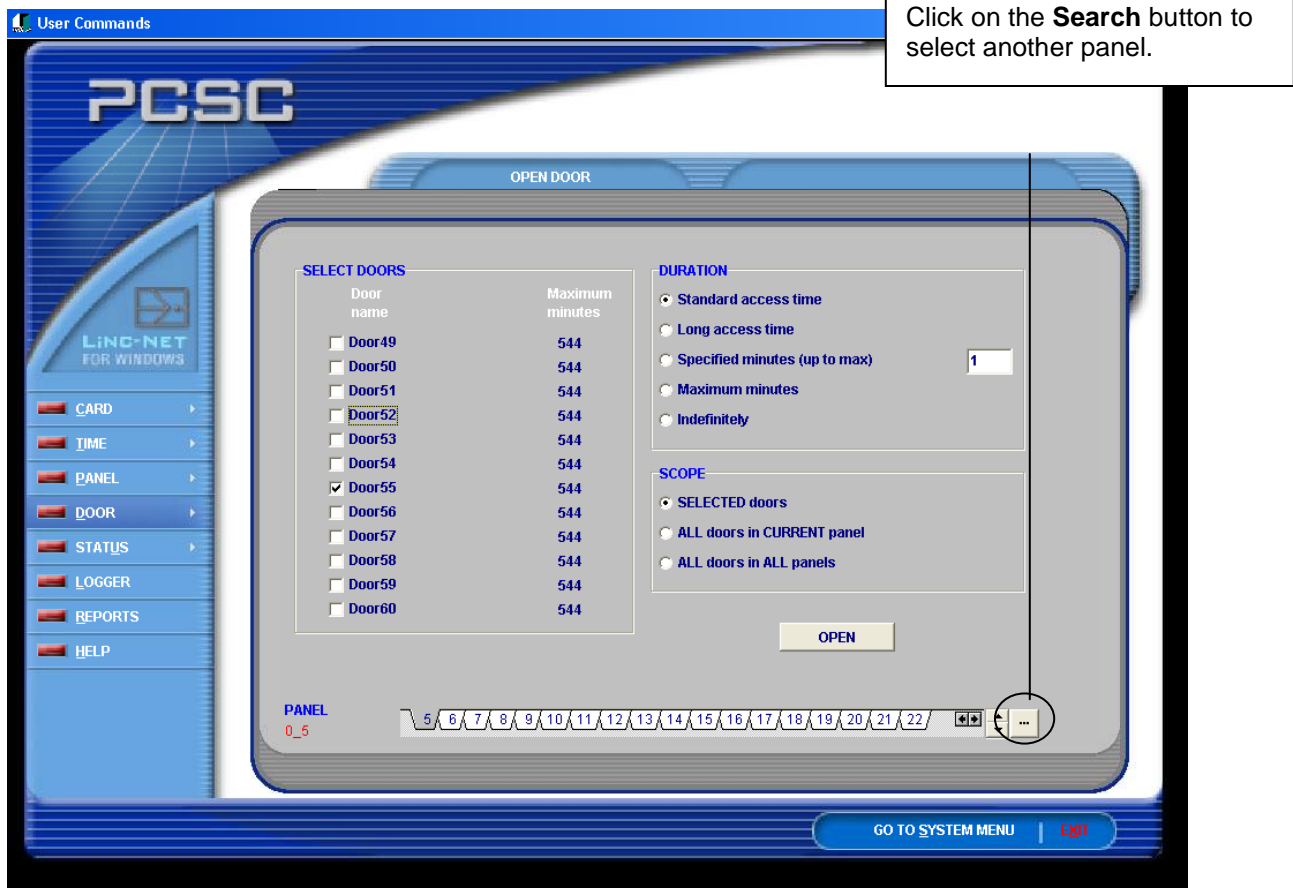 User Commands
Click on the Search button to
select another panel.
PCSC
OPEN DOOR
LiNC-NET
FOR WINDOWS
CARD
TIME
PANEL
DOOR
STATUS
LOGGER
REPORTS
HELP
SELECT DOORS
Door Maximum
name minutes
Door49 544
Door50 544
Door51 544
Door52 544
Door53 544
Door54 544
Door55 544
Door56 544
Door57 544
Door58 544
Door59 544
Door60 544
DURATION
Standard access time
Long access time
Specified minutes (up to max) 1
Maximum minutes
Indefinitely
SCOPE
SELECTED doors
ALL doors in CURRENT panel
ALL doors in ALL panels
OPEN
PANEL
0_5
5 6 7 8 9 10 11 12 13 14 15 16 17 18 19 20 21 22 ...
GO TO SYSTEM MENU | EXIT